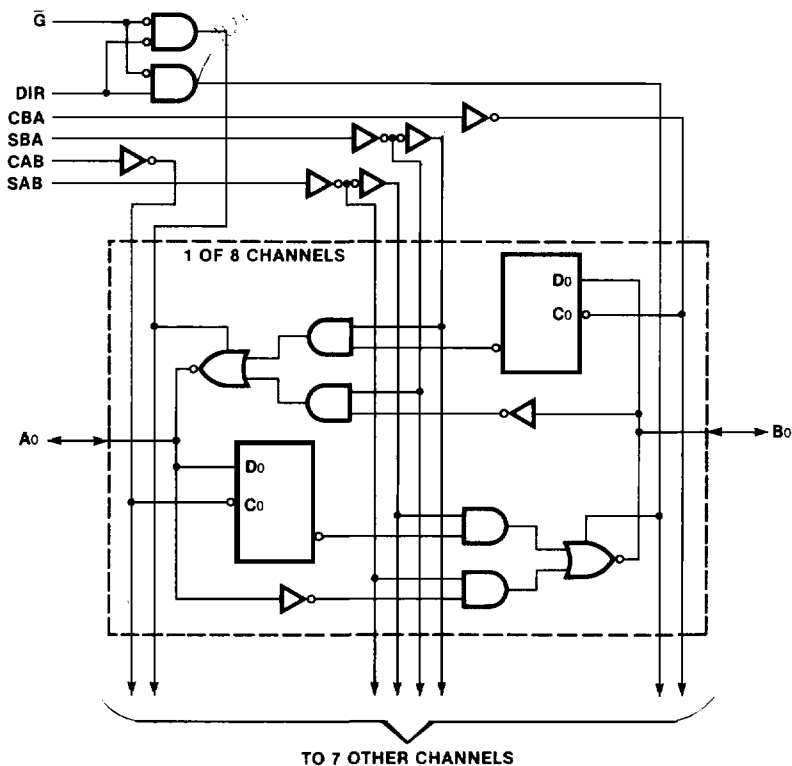 G̅
DIR
CBA
SBA
CAB
SAB
1 OF 8 CHANNELS
D0
C0
A0
B0
D0
C0
TO 7 OTHER CHANNELS